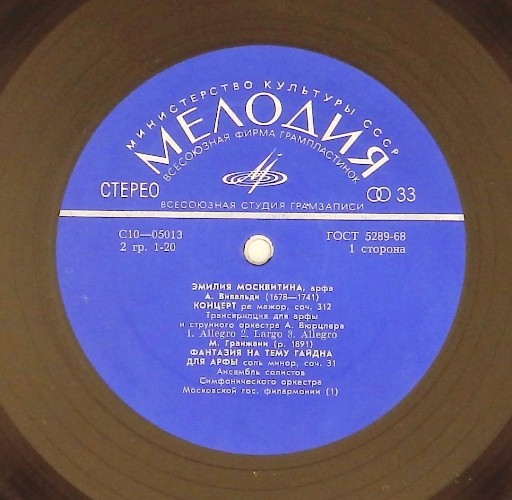 МИНИСТЕРСТВО КУЛЬТУРЫ СССР
МЕЛОДИЯ
ВСЕСОЮЗНАЯ ФИРМА ГРАМПЛАСТИНОК
СТЕРЕО
33
ВСЕСОЮЗНАЯ СТУДИЯ ГРАМЗАПИСИ
С10—05013
ГОСТ 5289-68
2 гр. 1-20
1 сторона
ЭМИЛИЯ МОСКВИТИНА, арфа
А. Вивальди (1678—1741)
КОНЦЕРТ ре мажор, соч. 312
Транскрипция для арфы
и струнного оркестра А. Вюрцлера
1. Allegro 2. Largo 3. Allegro
М. Гранжани (р. 1891)
ФАНТАЗИЯ НА ТЕМУ ГАЙДНА
ДЛЯ АРФЫ соль минор, соч. 31
Ансамбль солистов
Симфонического оркестра
Московской гос. филармонии (1)